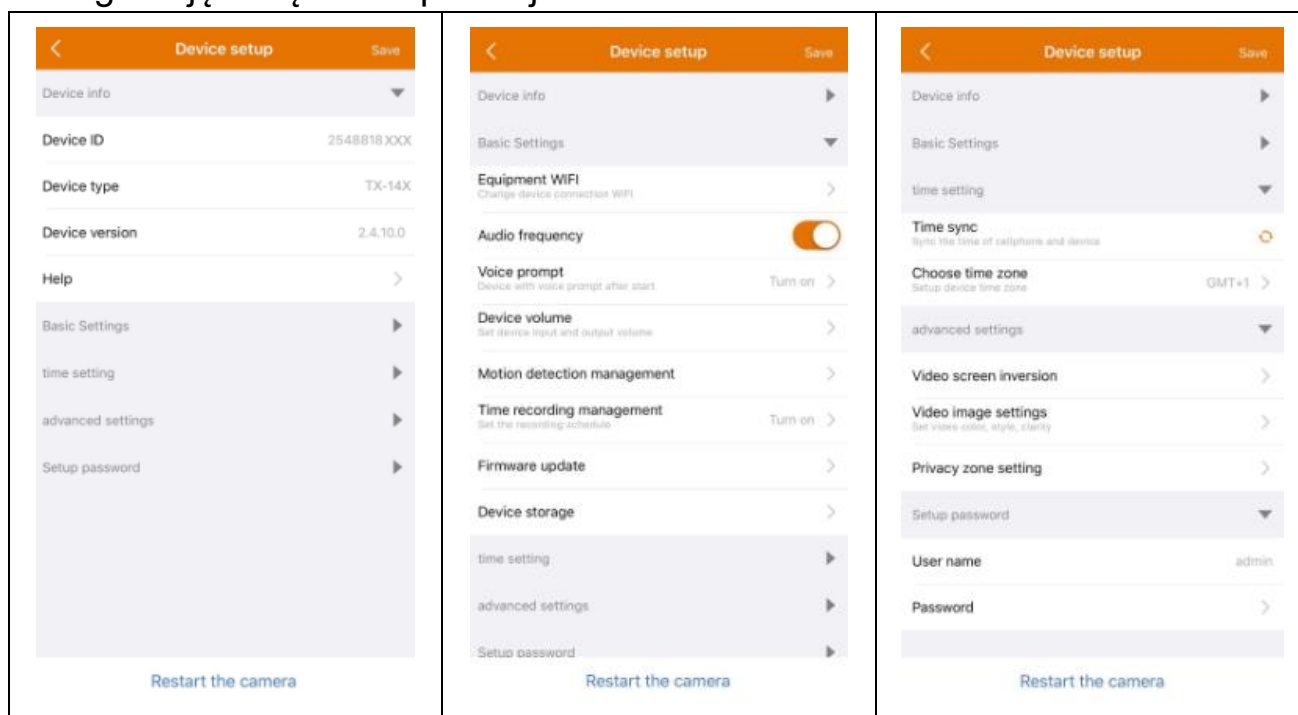 Device setup
Save
Device info
Device ID
2548818XXX
Device type
TX-14X
Device version
2.4.10.0
Help
Basic Settings
time setting
advanced settings
Setup password
Restart the camera
Device setup
Save
Device info
Basic Settings
Equipment WIFI
Change device connection WIFI
Audio frequency
Voice prompt
Device with voice prompt after start
Turn on
Device volume
Set device input and output volume
Motion detection management
Time recording management
Set the recording schedule
Turn on
Firmware update
Device storage
time setting
advanced settings
Setup password
Restart the camera
Device setup
Save
Device info
Basic Settings
time setting
Time sync
Sync the time of cellphone and device
Choose time zone
Setup device time zone
GMT+1
advanced settings
Video screen inversion
Video image settings
Set video color, style, clarity
Privacy zone setting
Setup password
User name
admin
Password
Restart the camera